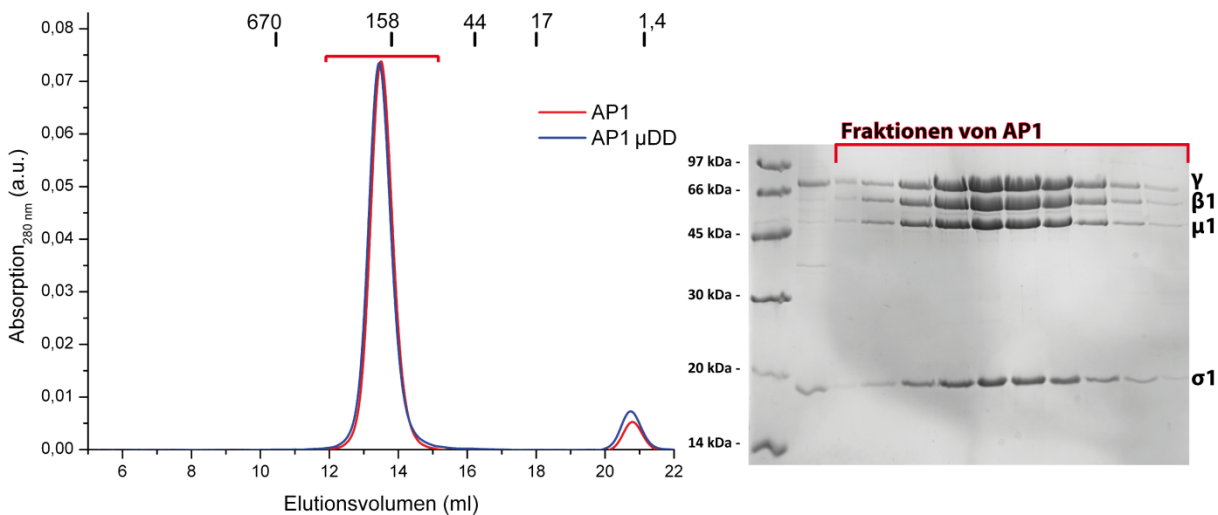 670 158 44 17 1,4
0,08
0,07
0,06
0,05
0,04
0,03
0,02
0,01
0,00
Absorption280 nm (a.u.)
6 8 10 12 14 16 18 20 22
Elutionsvolumen (ml)
AP1
AP1 µDD
Fraktionen von AP1
97 kDa -
66 kDa -
45 kDa -
30 kDa -
20 kDa -
14 kDa -
γ
β1
µ1
σ1